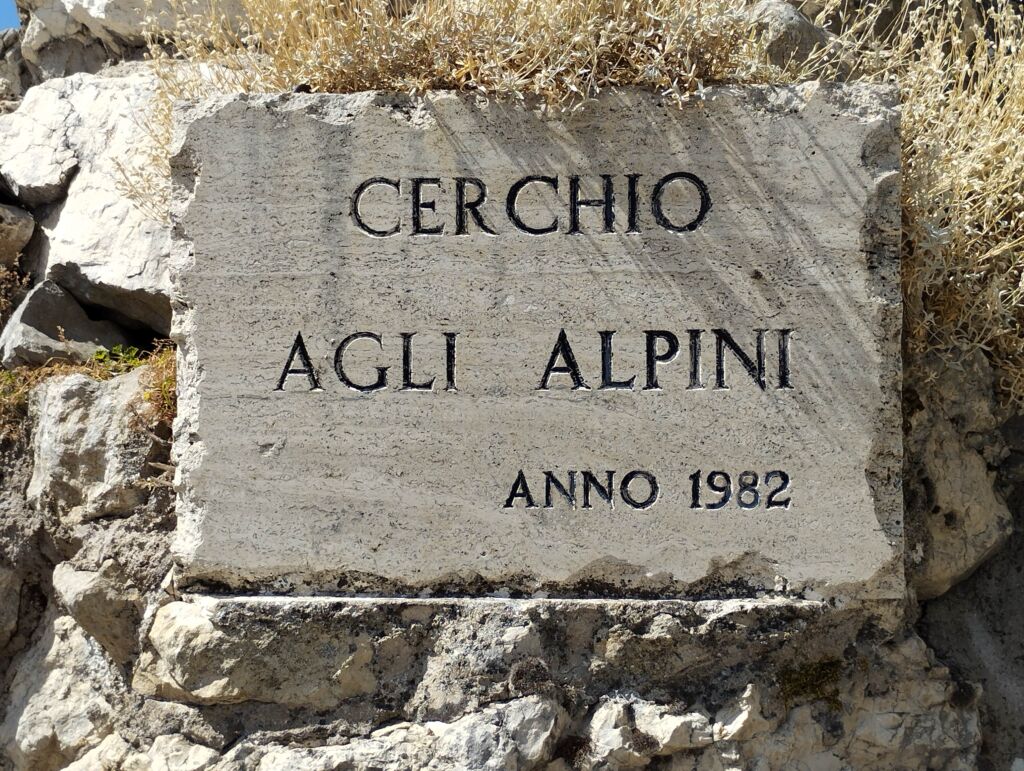 CERCHIO
AGLI ALPINI
ANNO 1982